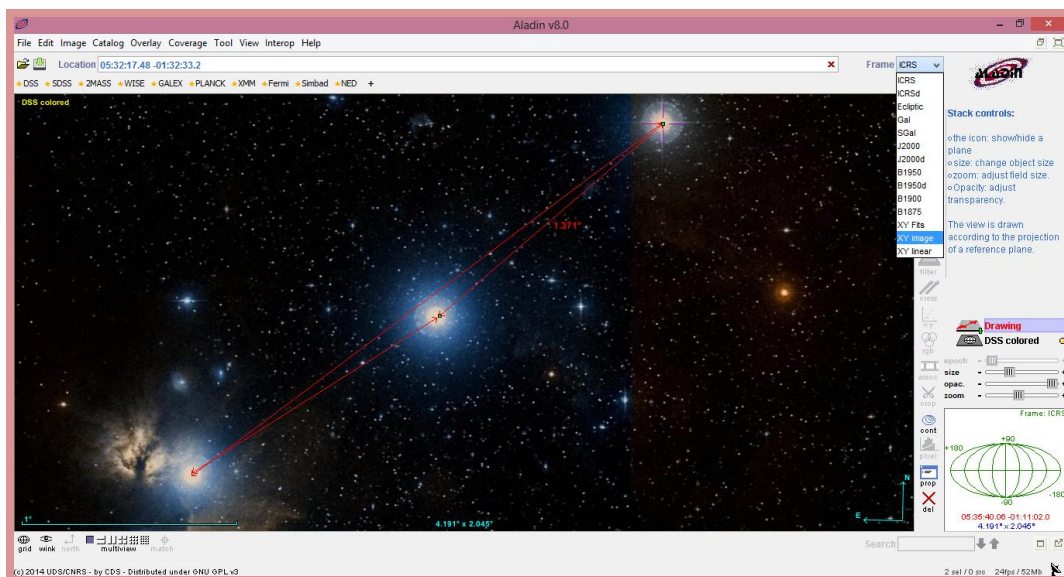 Aladin v8.0
File Edit Image Catalog Overlay Coverage Tool View Interop Help
Location 05:32:17.48 -01:32:33.2
Frame ICRS
ALADIN
DSS SDSS 2MASS WISE GALEX PLANCK XMM Fermi Simbad NED +
DSS colored
ICRS
ICRSd
Ecliptic
Gal
SGal
J2000
J2000d
B1950
B1950d
B1900
B1875
XY Fits
XY image
XY linear
Stack controls:
the icon: show/hide a
plane
size: change object size
zoom: adjust field size.
Opacity: adjust
transparency.
The view is drawn
according to the projection
of a reference plane.
1.371°
filter
cross
x-y
rgb
assoc
crop
cont
pixel
prop
del
Drawing
DSS colored
epoch
size
opac.
zoom
Frame: ICRS
+90
+180
-180
-90
05:35:40.06 -01:11:02.0
4.191° x 2.045°
N
E
1°
4.191° x 2.045°
grid wink north multiview match
Search
(c) 2014 UDS/CNRS - by CDS - Distributed under GNU GPL v3
2 sel / 0 src 24fps / 52Mb